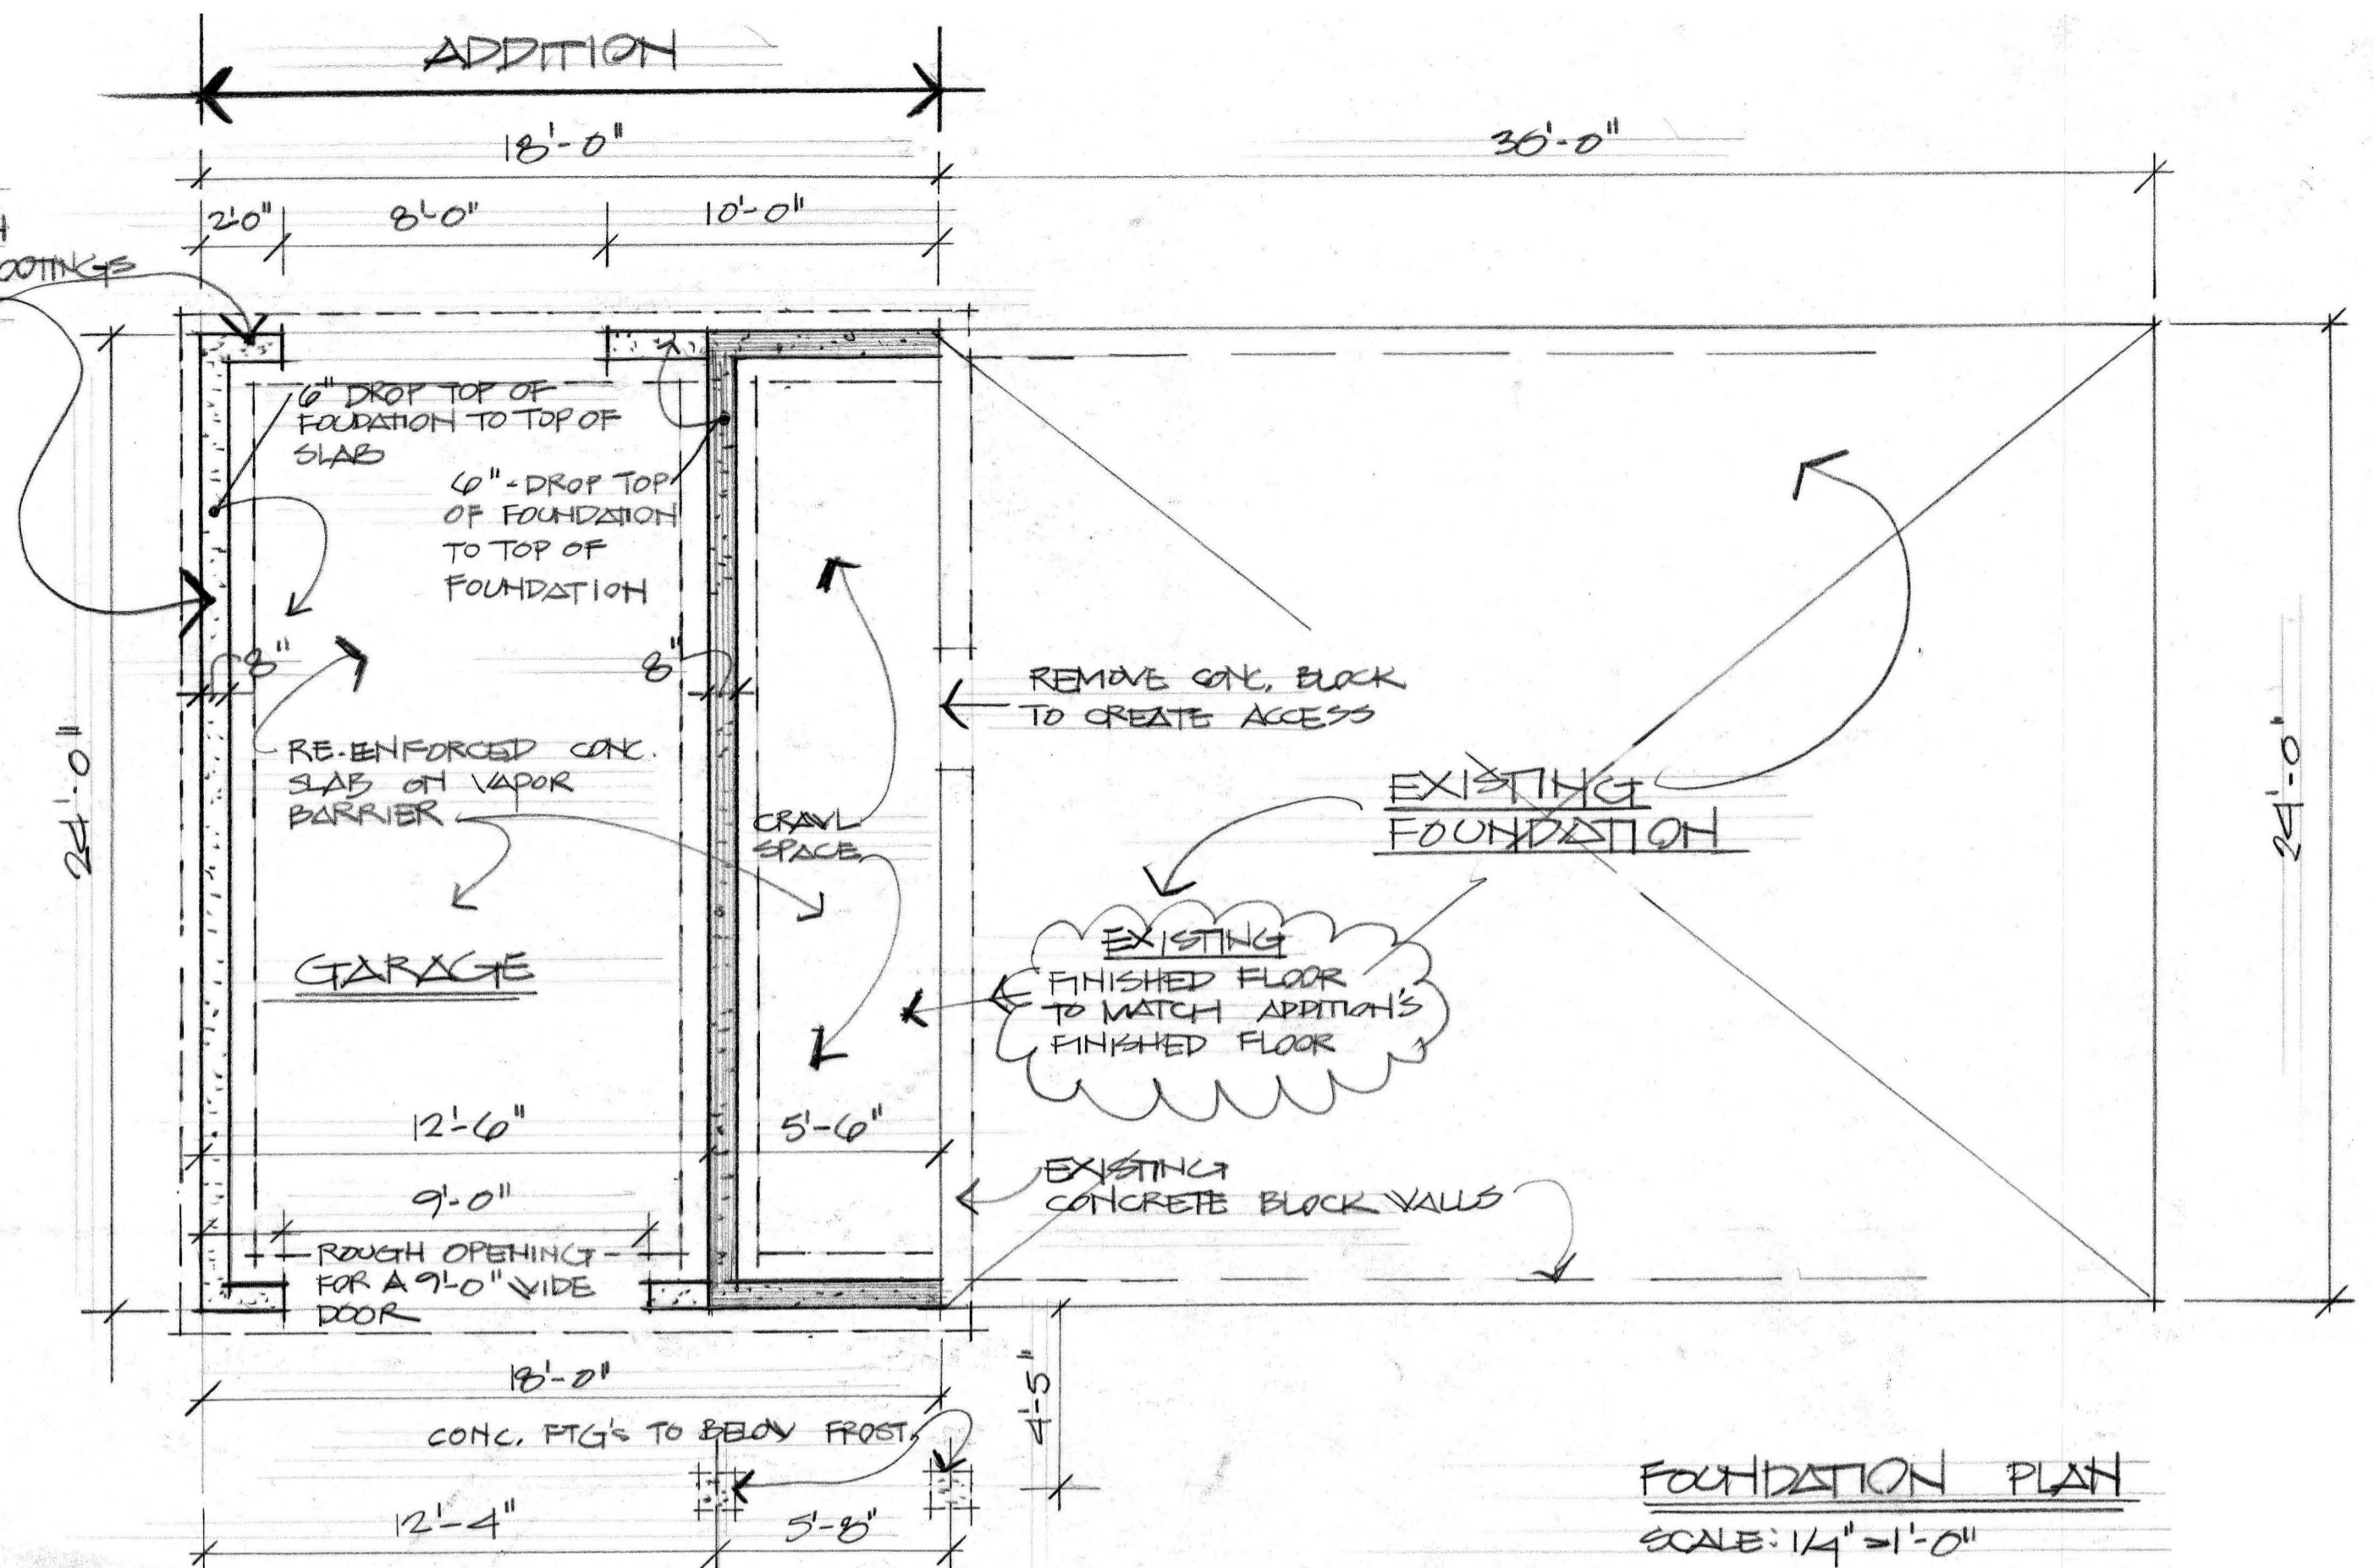 ADDITION
18'-0"
30'-0"
2'-0"
8'-0"
10'-0"
OOTINGS
6" DROP TOP OF
FOUDATION TO TOP OF
SLAB
6"-DROP TOP
OF FOUNDATION
TO TOP OF
FOUNDATION
8"
8"
REMOVE CONC. BLOCK
TO CREATE ACCESS
RE-ENFORCED CONC.
SLAB ON VAPOR
BARRIER
24'-0"
CRAWL
SPACE
EXISTING
FOUNDATION
24'-0"
GARAGE
EXISTING
FINISHED FLOOR
TO MATCH ADDITION'S
FINISHED FLOOR
12'-6"
5'-6"
EXISTING
CONCRETE BLOCK WALLS
9'-0"
ROUGH OPENING
FOR A 9'-0" WIDE
DOOR
18'-0"
4'-5"
CONC. FTG'S TO BELOW FROST.
12'-4"
5'-8"
FOUNDATION PLAN
SCALE: 1/4"=1'-0"